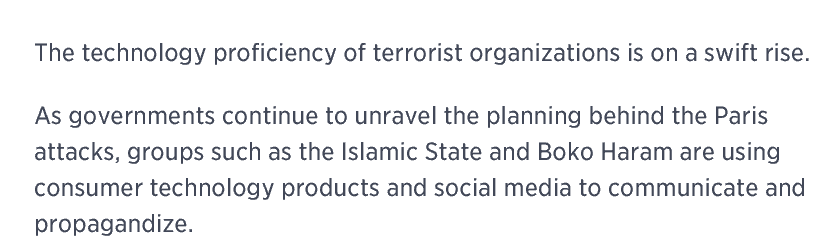 The technology proficiency of terrorist organizations is on a swift rise.
As governments continue to unravel the planning behind the Paris
attacks, groups such as the Islamic State and Boko Haram are using
consumer technology products and social media to communicate and
propagandize.